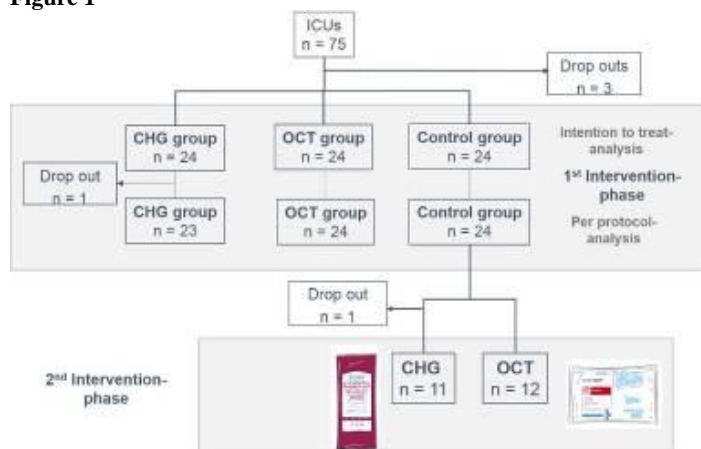 Figure 1
ICUs
n = 75
Drop outs
n = 3
CHG group
n = 24
OCT group
n = 24
Control group
n = 24
Intention to treat-
analysis
Drop out
n = 1
1st Intervention-
phase
CHG group
n = 23
OCT group
n = 24
Control group
n = 24
Per protocol-
analysis
Drop out
n = 1
2nd Intervention-
phase
CHG
n = 11
OCT
n = 12